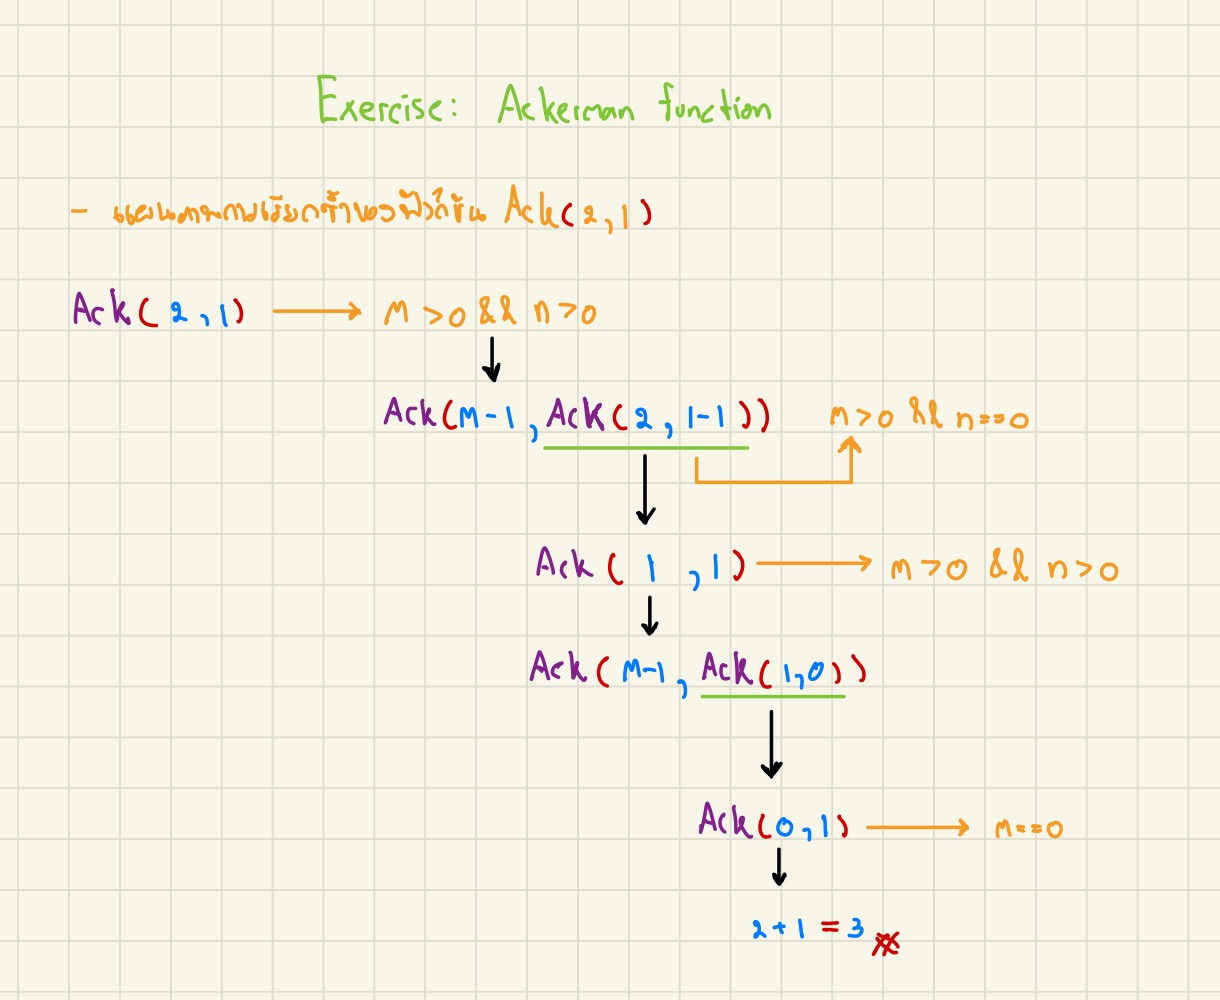 Exercise: Ackerman function
- แผนภาพการเรียกซ้ำของฟังก์ชัน Ack(2,1)
Ack(2,1) → m>0 && n>0
Ack(m-1, Ack(2,1-1)) m>0 && n==0
Ack(1,1) → m>0 && n>0
Ack(m-1, Ack(1,0))
Ack(0,1) → m==0
2+1=3